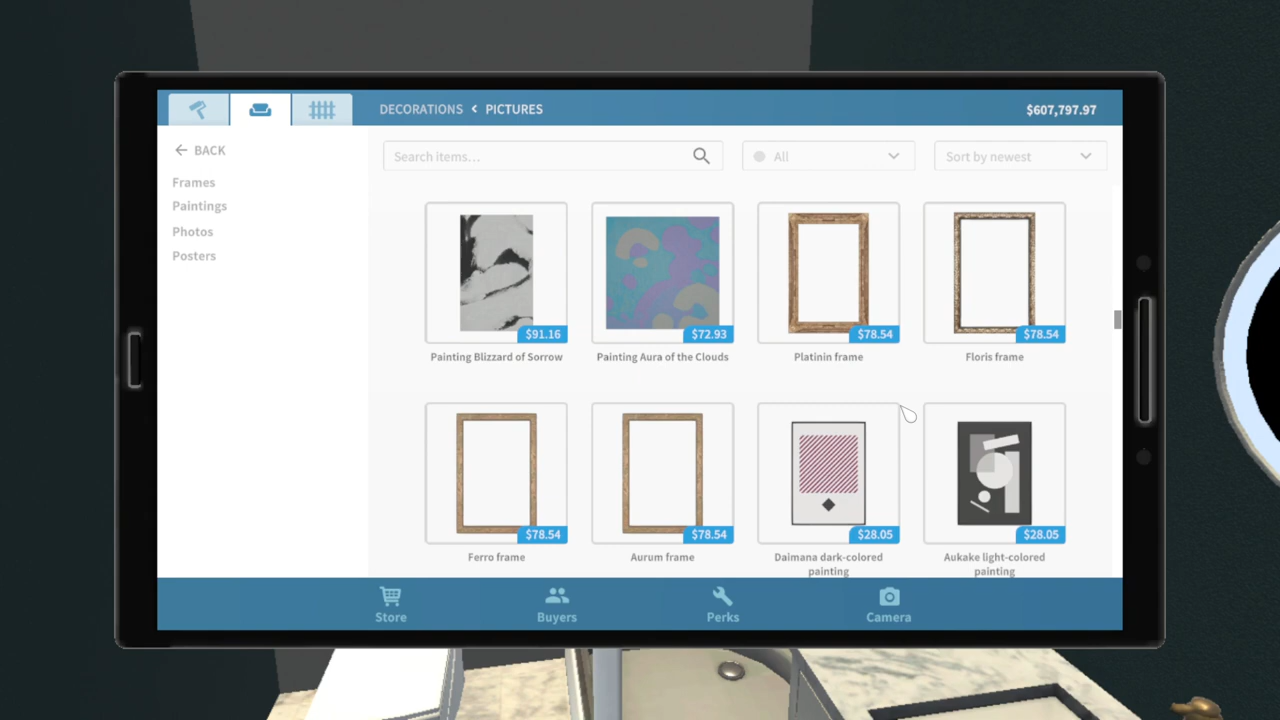 DECORATIONS < PICTURES
$607,797.97
BACK
Search items...
All
Sort by newest
Frames
Paintings
Photos
Posters
$91.16
$72.93
$78.54
$78.54
Painting Blizzard of Sorrow
Painting Aura of the Clouds
Platinin frame
Floris frame
$78.54
$78.54
$28.05
$28.05
Ferro frame
Aurum frame
Daimana dark-colored
painting
Aukake light-colored
painting
Store
Buyers
Perks
Camera